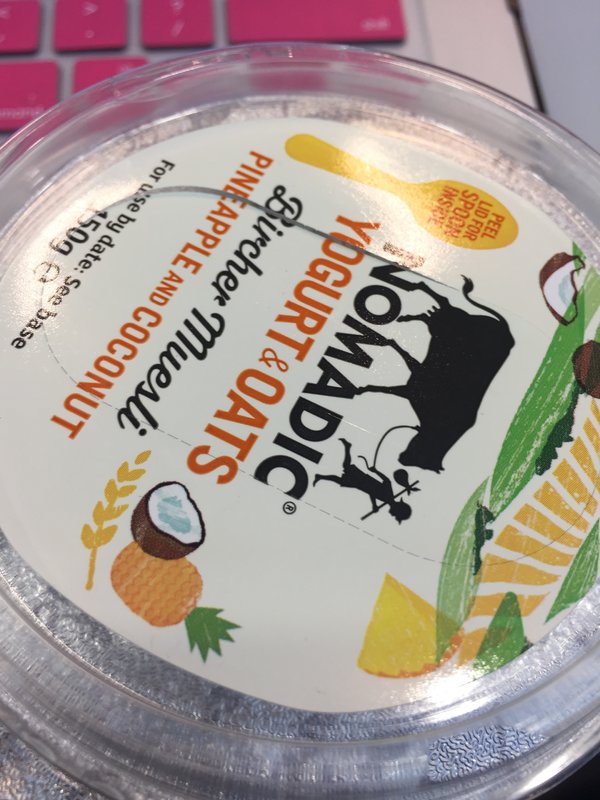 PEEL
LID FOR
SPOON
INSIDE
NOMADIC®
YOGURT & OATS
Bircher Muesli
PINEAPPLE AND COCONUT
150g e
For use by date: See base